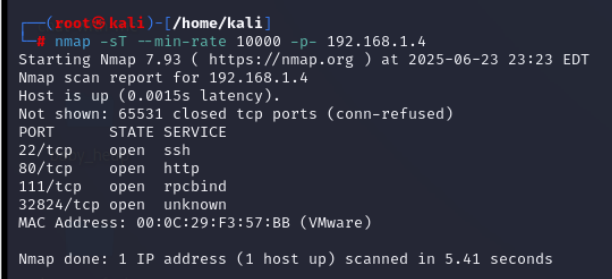 ┌──(root㉿kali)-[/home/kali]
└─# nmap -sT --min-rate 10000 -p- 192.168.1.4
Starting Nmap 7.93 ( https://nmap.org ) at 2025-06-23 23:23 EDT
Nmap scan report for 192.168.1.4
Host is up (0.0015s latency).
Not shown: 65531 closed tcp ports (conn-refused)
PORT      STATE SERVICE
22/tcp    open  ssh
80/tcp    open  http
111/tcp   open  rpcbind
32824/tcp open  unknown
MAC Address: 00:0C:29:F3:57:BB (VMware)
Nmap done: 1 IP address (1 host up) scanned in 5.41 seconds